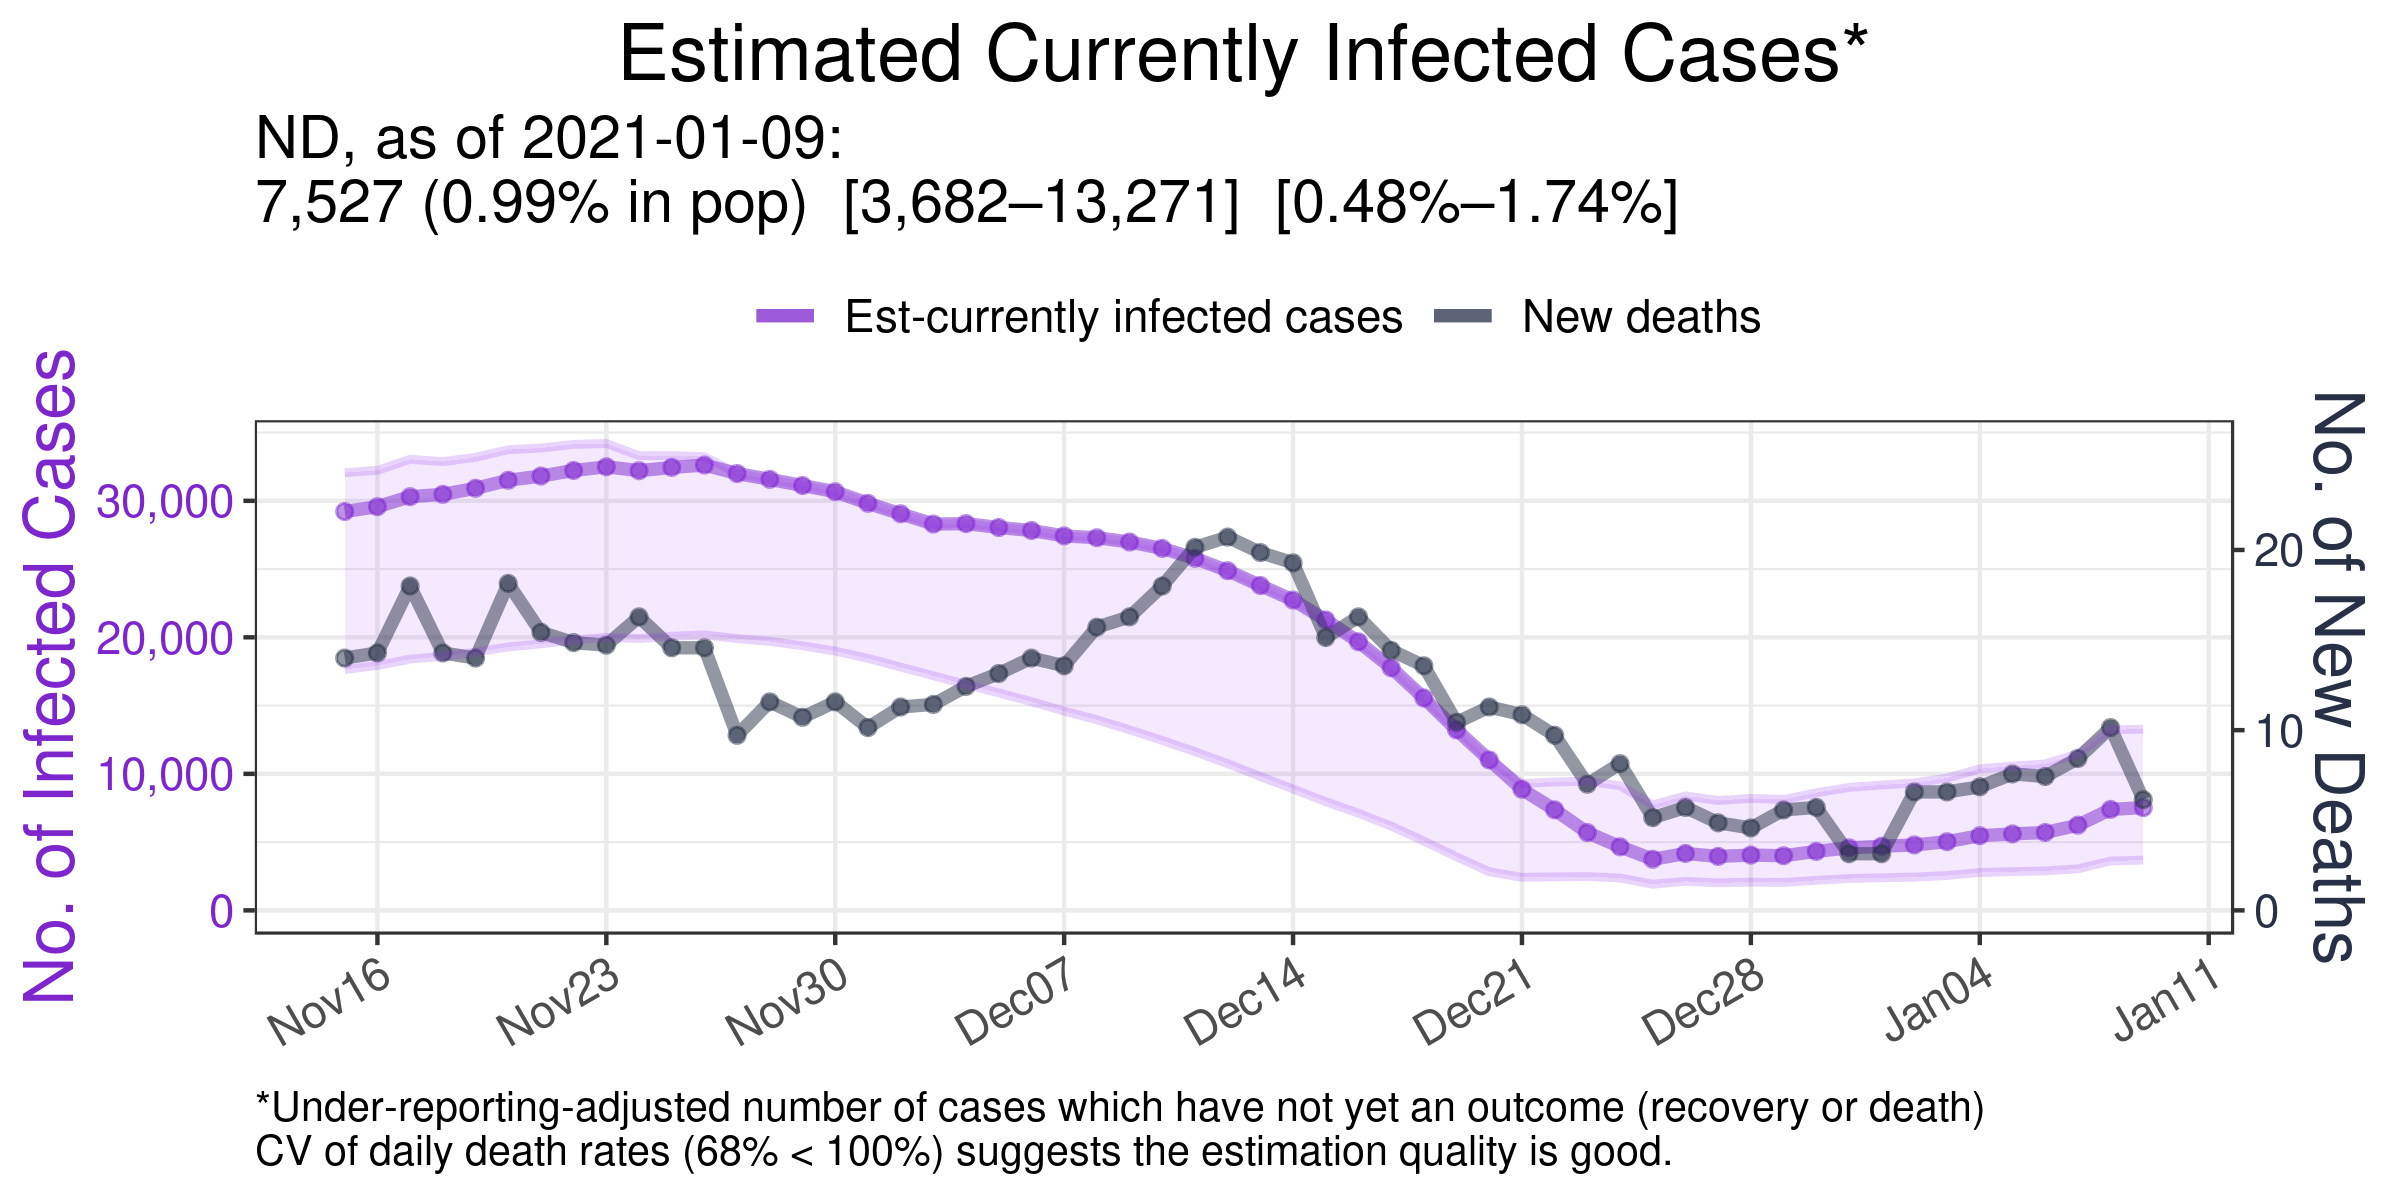 Estimated Currently Infected Cases*
ND, as of 2021-01-09:
7,527 (0.99% in pop)  [3,682–13,271]  [0.48%–1.74%]
Est-currently infected cases
New deaths
No. of Infected Cases
30,000
20,000
10,000
0
No. of New Deaths
20
10
0
Nov16
Nov23
Nov30
Dec07
Dec14
Dec21
Dec28
Jan04
Jan11
*Under-reporting-adjusted number of cases which have not yet an outcome (recovery or death)
CV of daily death rates (68% < 100%) suggests the estimation quality is good.